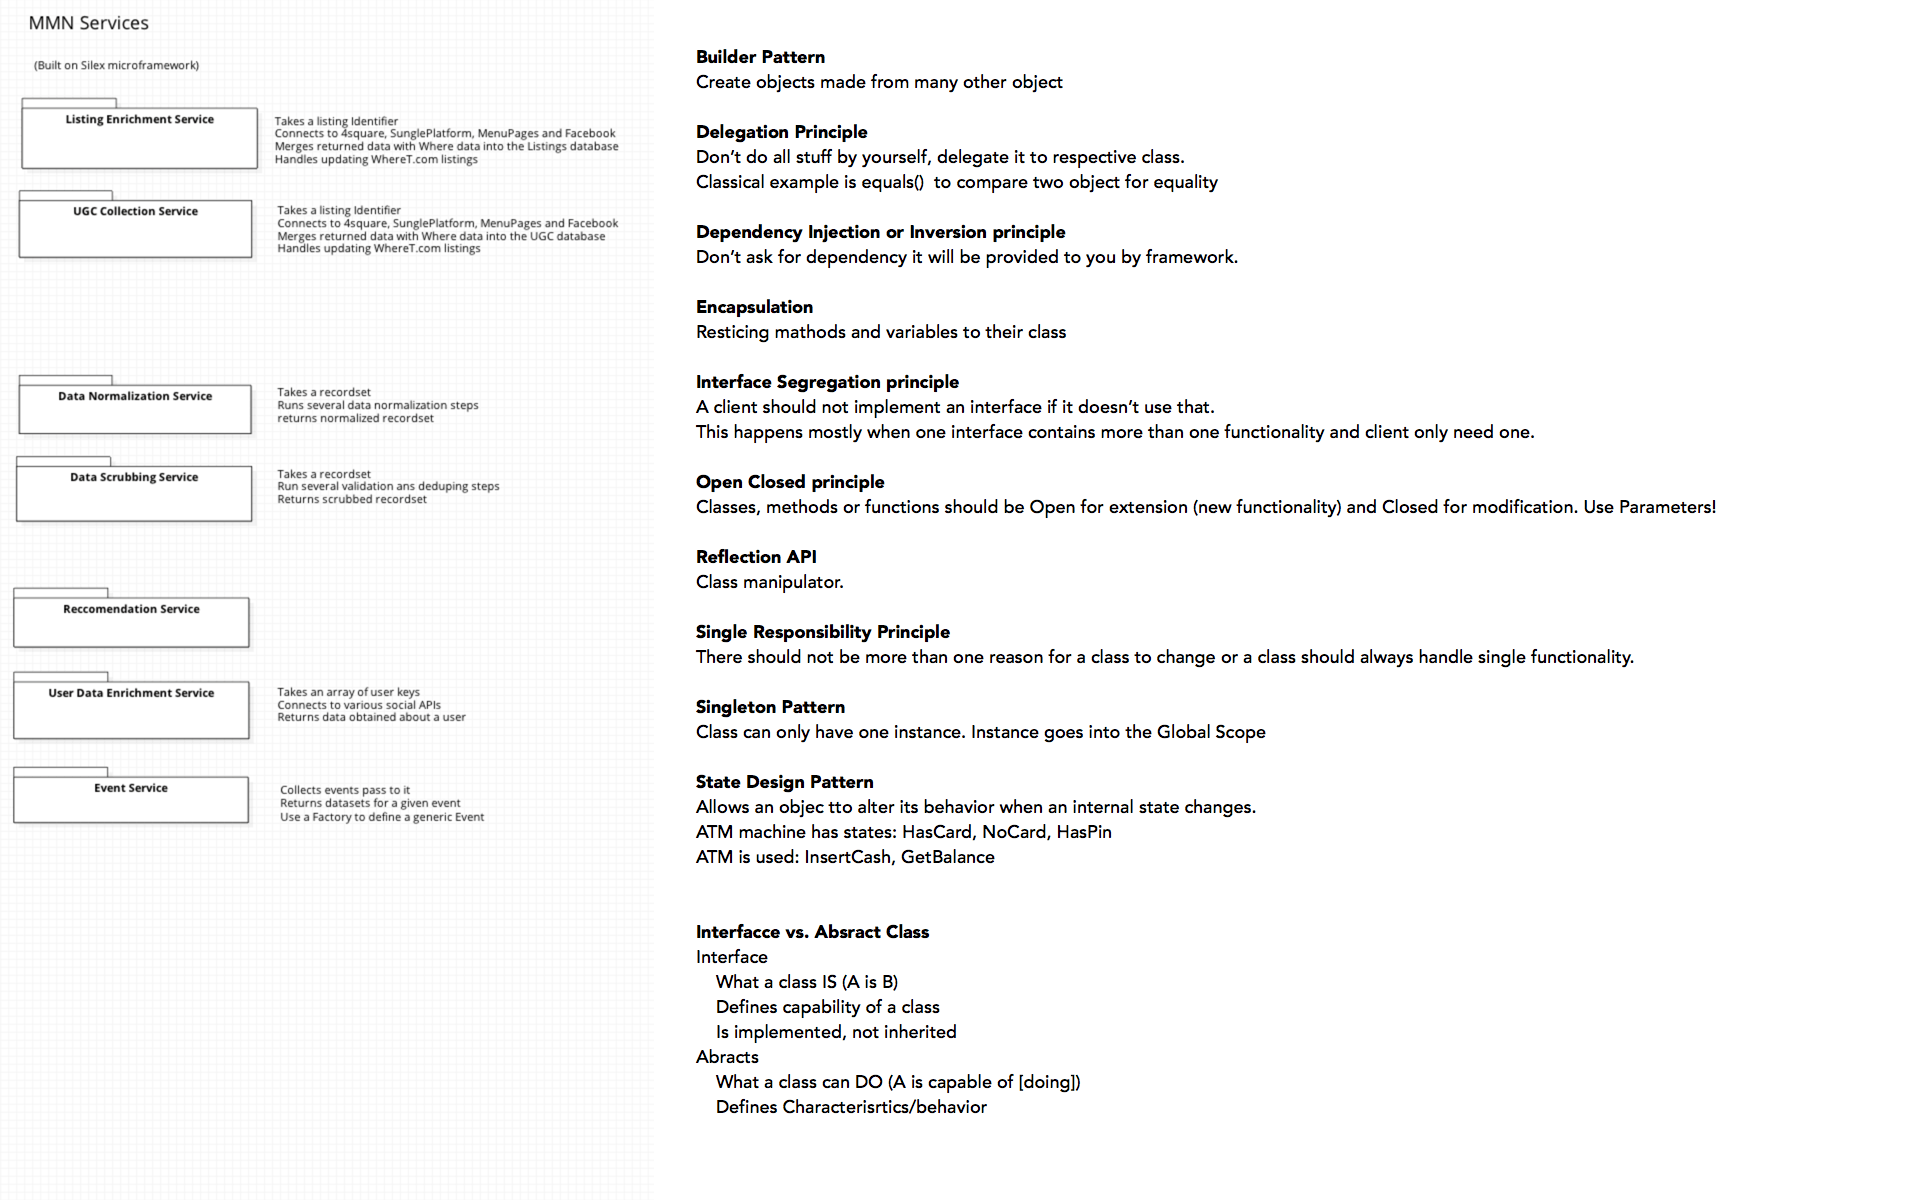 MMN Services
(Built on Silex microframework)
Listing Enrichment Service
Takes a listing Identifier
Connects to 4square, SunglePlatform, MenuPages and Facebook
Merges returned data with Where data into the Listings database
Handles updating WhereT.com listings
UGC Collection Service
Takes a listing Identifier
Connects to 4square, SunglePlatform, MenuPages and Facebook
Merges returned data with Where data into the UGC database
Handles updating WhereT.com listings
Data Normalization Service
Takes a recordset
Runs several data normalization steps
returns normalized recordset
Data Scrubbing Service
Takes a recordset
Run several validation ans deduping steps
Returns scrubbed recordset
Reccomendation Service
User Data Enrichment Service
Takes an array of user keys
Connects to various social APIs
Returns data obtained about a user
Event Service
Collects events pass to it
Returns datasets for a given event
Use a Factory to define a generic Event
Builder Pattern
Create objects made from many other object
Delegation Principle
Don't do all stuff by yourself, delegate it to respective class.
Classical example is equals()  to compare two object for equality
Dependency Injection or Inversion principle
Don't ask for dependency it will be provided to you by framework.
Encapsulation
Resticing mathods and variables to their class
Interface Segregation principle
A client should not implement an interface if it doesn't use that.
This happens mostly when one interface contains more than one functionality and client only need one.
Open Closed principle
Classes, methods or functions should be Open for extension (new functionality) and Closed for modification. Use Parameters!
Reflection API
Class manipulator.
Single Responsibility Principle
There should not be more than one reason for a class to change or a class should always handle single functionality.
Singleton Pattern
Class can only have one instance. Instance goes into the Global Scope
State Design Pattern
Allows an objec tto alter its behavior when an internal state changes.
ATM machine has states: HasCard, NoCard, HasPin
ATM is used: InsertCash, GetBalance
Interfacce vs. Absract Class
Interface
What a class IS (A is B)
Defines capability of a class
Is implemented, not inherited
Abracts
What a class can DO (A is capable of [doing])
Defines Characterisrtics/behavior